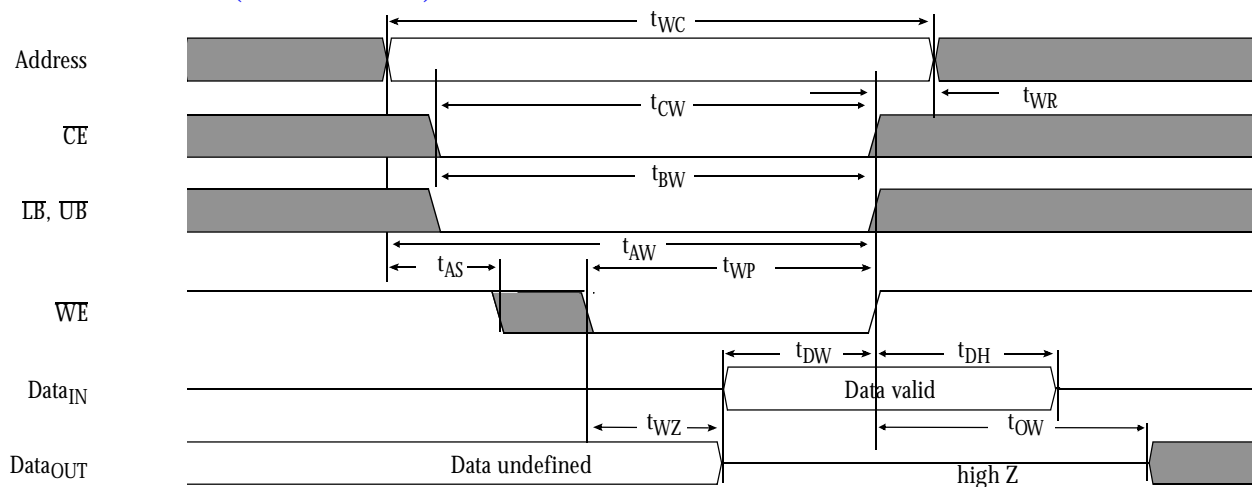 tWC
Address
tCW
tWR
CE
tBW
LB, UB
tAW
tAS
tWP
WE
tDW
tDH
DataIN
Data valid
tWZ
tOW
DataOUT
Data undefined
high Z